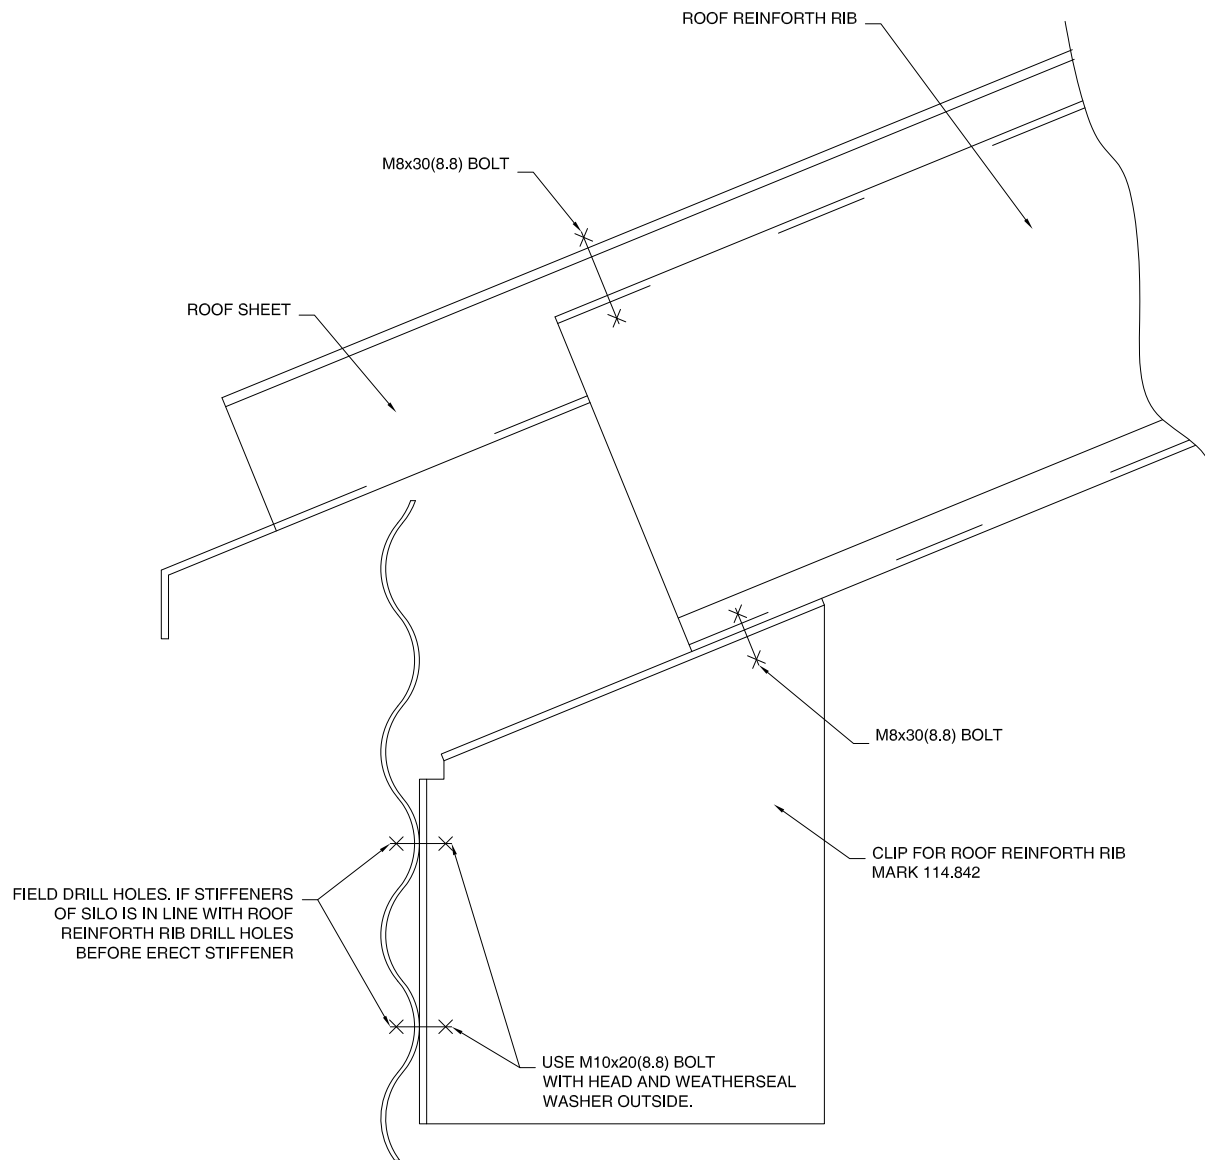 ROOF REINFORTH RIB
M8x30(8.8) BOLT
ROOF SHEET
M8x30(8.8) BOLT
CLIP FOR ROOF REINFORTH RIB
MARK 114.842
FIELD DRILL HOLES. IF STIFFENERS
OF SILO IS IN LINE WITH ROOF
REINFORTH RIB DRILL HOLES
BEFORE ERECT STIFFENER
USE M10x20(8.8) BOLT
WITH HEAD AND WEATHERSEAL
WASHER OUTSIDE.